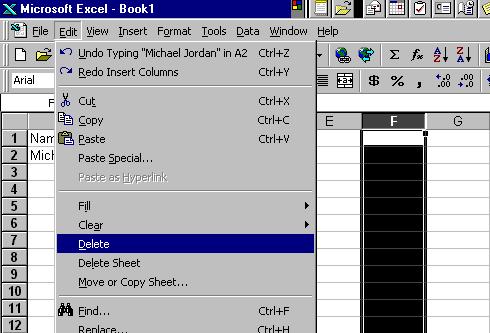 Microsoft Excel - Book1
File Edit View Insert Format Tools Data Window Help
Undo Typing "Michael Jordan" in A2 Ctrl+Z
Redo Insert Columns Ctrl+Y
Arial
$ % , .00
Cut Ctrl+X
Copy Ctrl+C
Paste Ctrl+V
Paste Special...
Paste as Hyperlink
Fill
Clear
Delete
Delete Sheet
Move or Copy Sheet...
Find... Ctrl+F
Replace... Ctrl+H
E F G
1 Nam
2 Mich
3
4
5
6
7
8
9
10
11
12